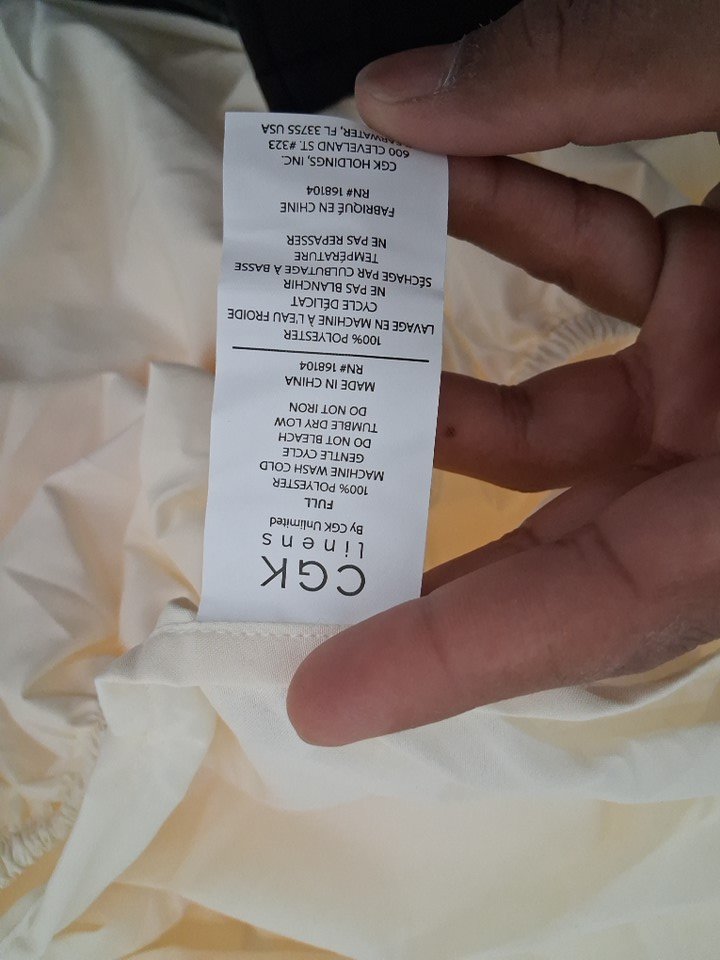 CGK
Linens
By CGK Unlimited
FULL
100% POLYESTER
MACHINE WASH COLD
GENTLE CYCLE
DO NOT BLEACH
TUMBLE DRY LOW
DO NOT IRON
MADE IN CHINA
RN# 168104
100% POLYESTER
LAVAGE EN MACHINE À L'EAU FROIDE
CYCLE DÉLICAT
NE PAS BLANCHIR
SÉCHAGE PAR CULBUTAGE À BASSE
TEMPÉRATURE
NE PAS REPASSER
FABRIQUÉ EN CHINE
RN# 168104
CGK HOLDINGS, INC.
600 CLEVELAND ST. #323
FL 33755 USA